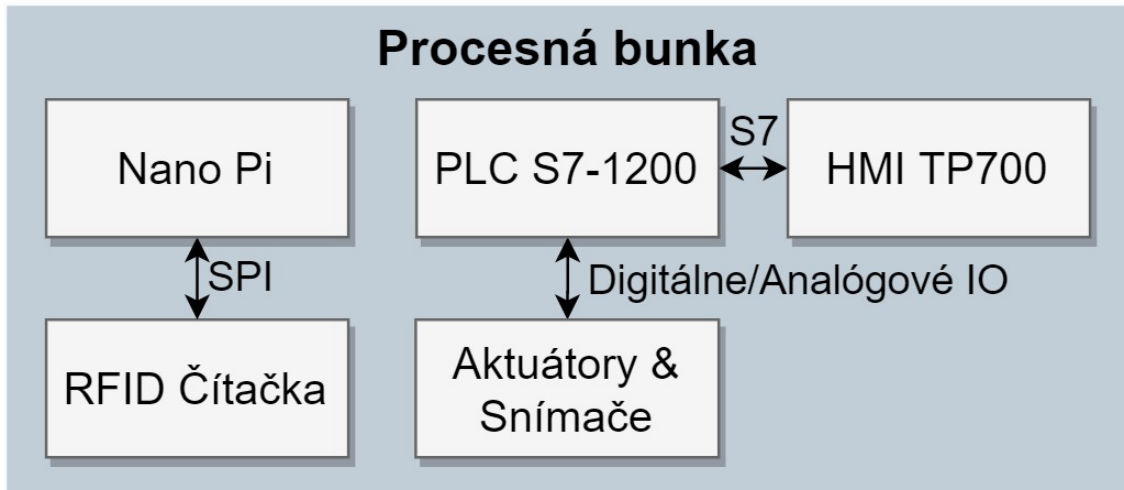 Procesná bunka
Nano Pi
PLC S7-1200
S7
HMI TP700
SPI
Digitálne/Analógové IO
RFID Čítačka
Aktuátory &
Snímače